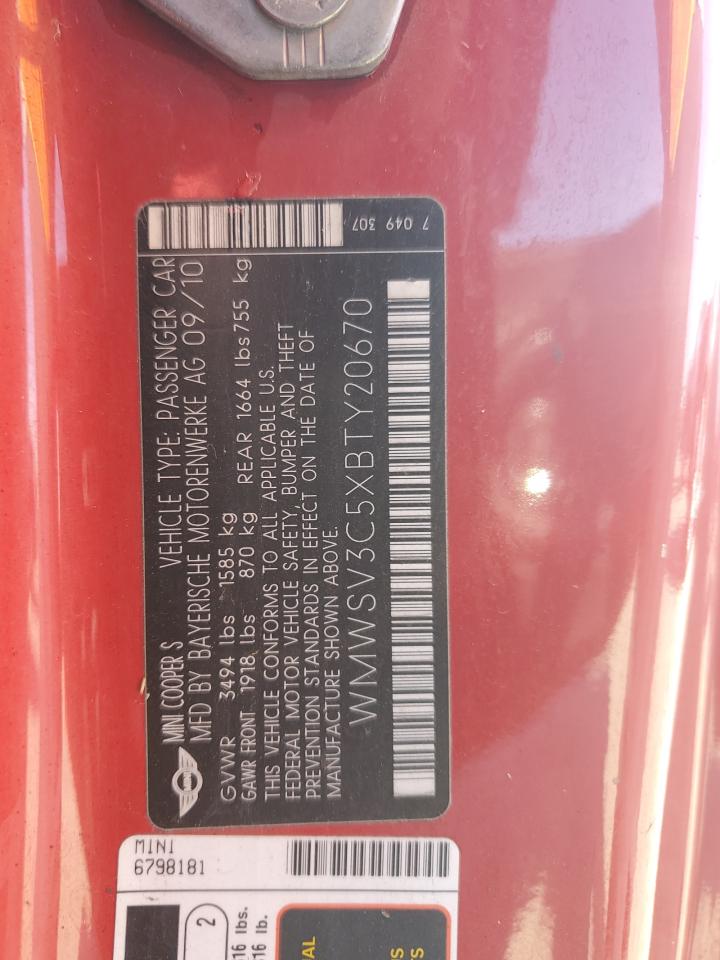 7 049 307
MINI COOPER S VEHICLE TYPE: PASSENGER CAR
MFD BY BAYERISCHE MOTORENWERKE AG 09/10
GVWR 3494 lbs 1585 kg
GAWR FRONT 1918 lbs 870 kg REAR 1664 lbs 755 kg
THIS VEHICLE CONFORMS TO ALL APPLICABLE U.S.
FEDERAL MOTOR VEHICLE SAFETY, BUMPER AND THEFT
PREVENTION STANDARDS IN EFFECT ON THE DATE OF
MANUFACTURE SHOWN ABOVE.
WMWSV3C5XBTY20670
MINI
6798181
2